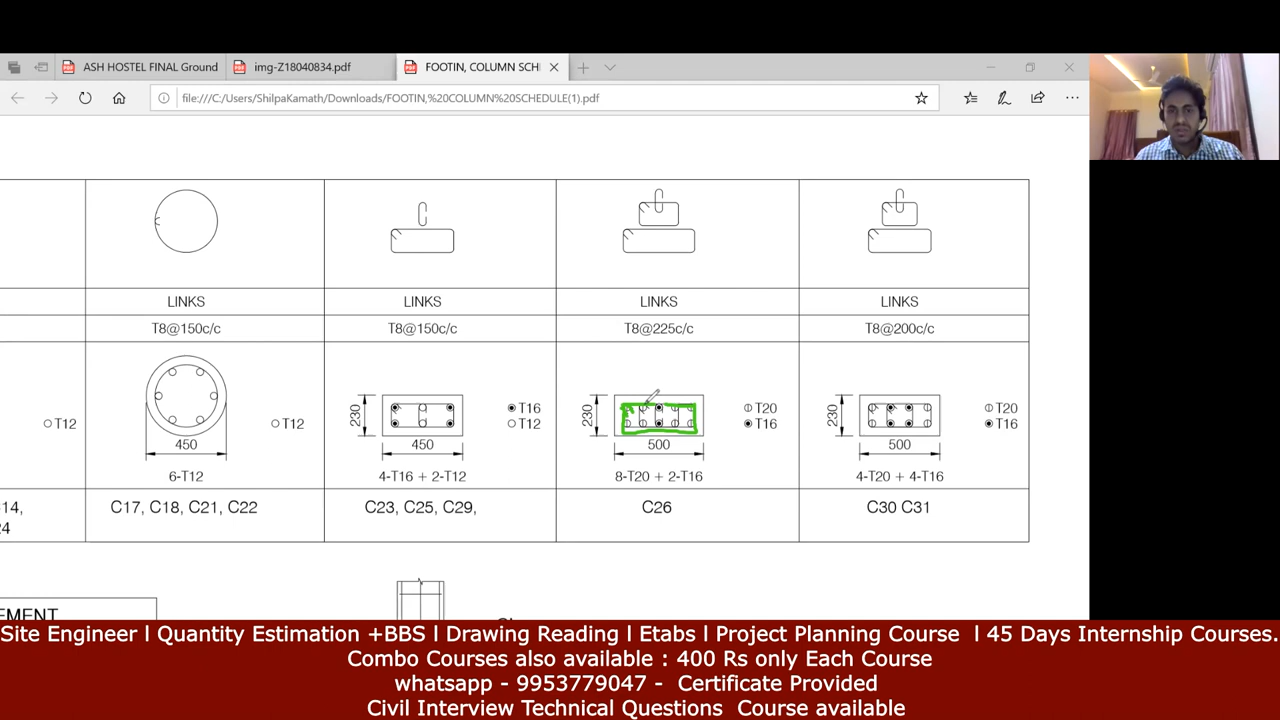 ASH HOSTEL FINAL Ground
img-Z18040834.pdf
FOOTIN, COLUMN SCH
file:///C:/Users/ShilpaKamath/Downloads/FOOTIN,%20COLUMN%20SCHEDULE(1).pdf
LINKS LINKS LINKS LINKS
T8@150c/c T8@150c/c T8@225c/c T8@200c/c
T12
450
T12
6-T12
230
450
T16
T12
4-T16 + 2-T12
230
500
T20
T16
8-T20 + 2-T16
230
500
T20
T16
4-T20 + 4-T16
14,
24
C17, C18, C21, C22
C23, C25, C29,
C26
C30 C31
EMENT
Site Engineer l Quantity Estimation +BBS l Drawing Reading l Etabs l Project Planning Course l 45 Days Internship Courses.
Combo Courses also available : 400 Rs only Each Course
whatsapp - 9953779047 - Certificate Provided
Civil Interview Technical Questions Course available